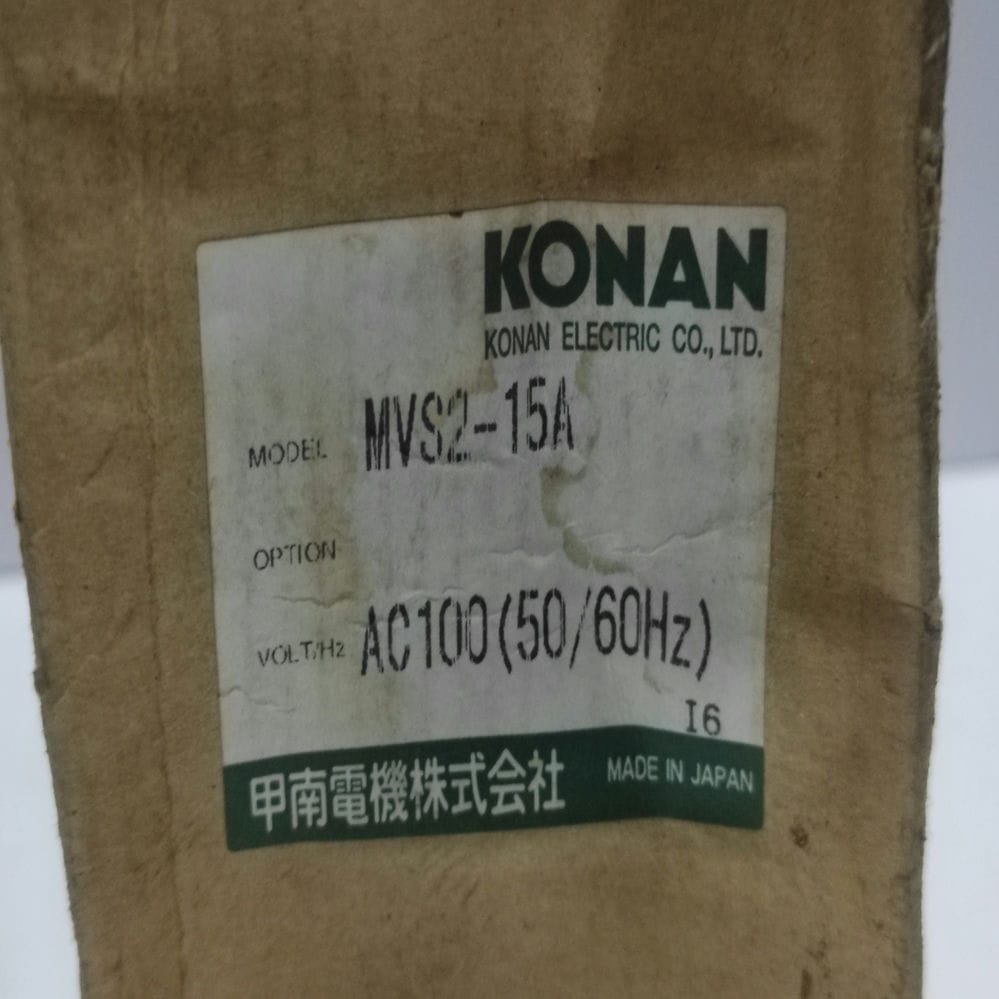 KONAN
KONAN ELECTRIC CO., LTD.
MODEL MVS2-15A
OPTION
VOLT/Hz AC100(50/60Hz)
I6
甲南電機株式会社 MADE IN JAPAN